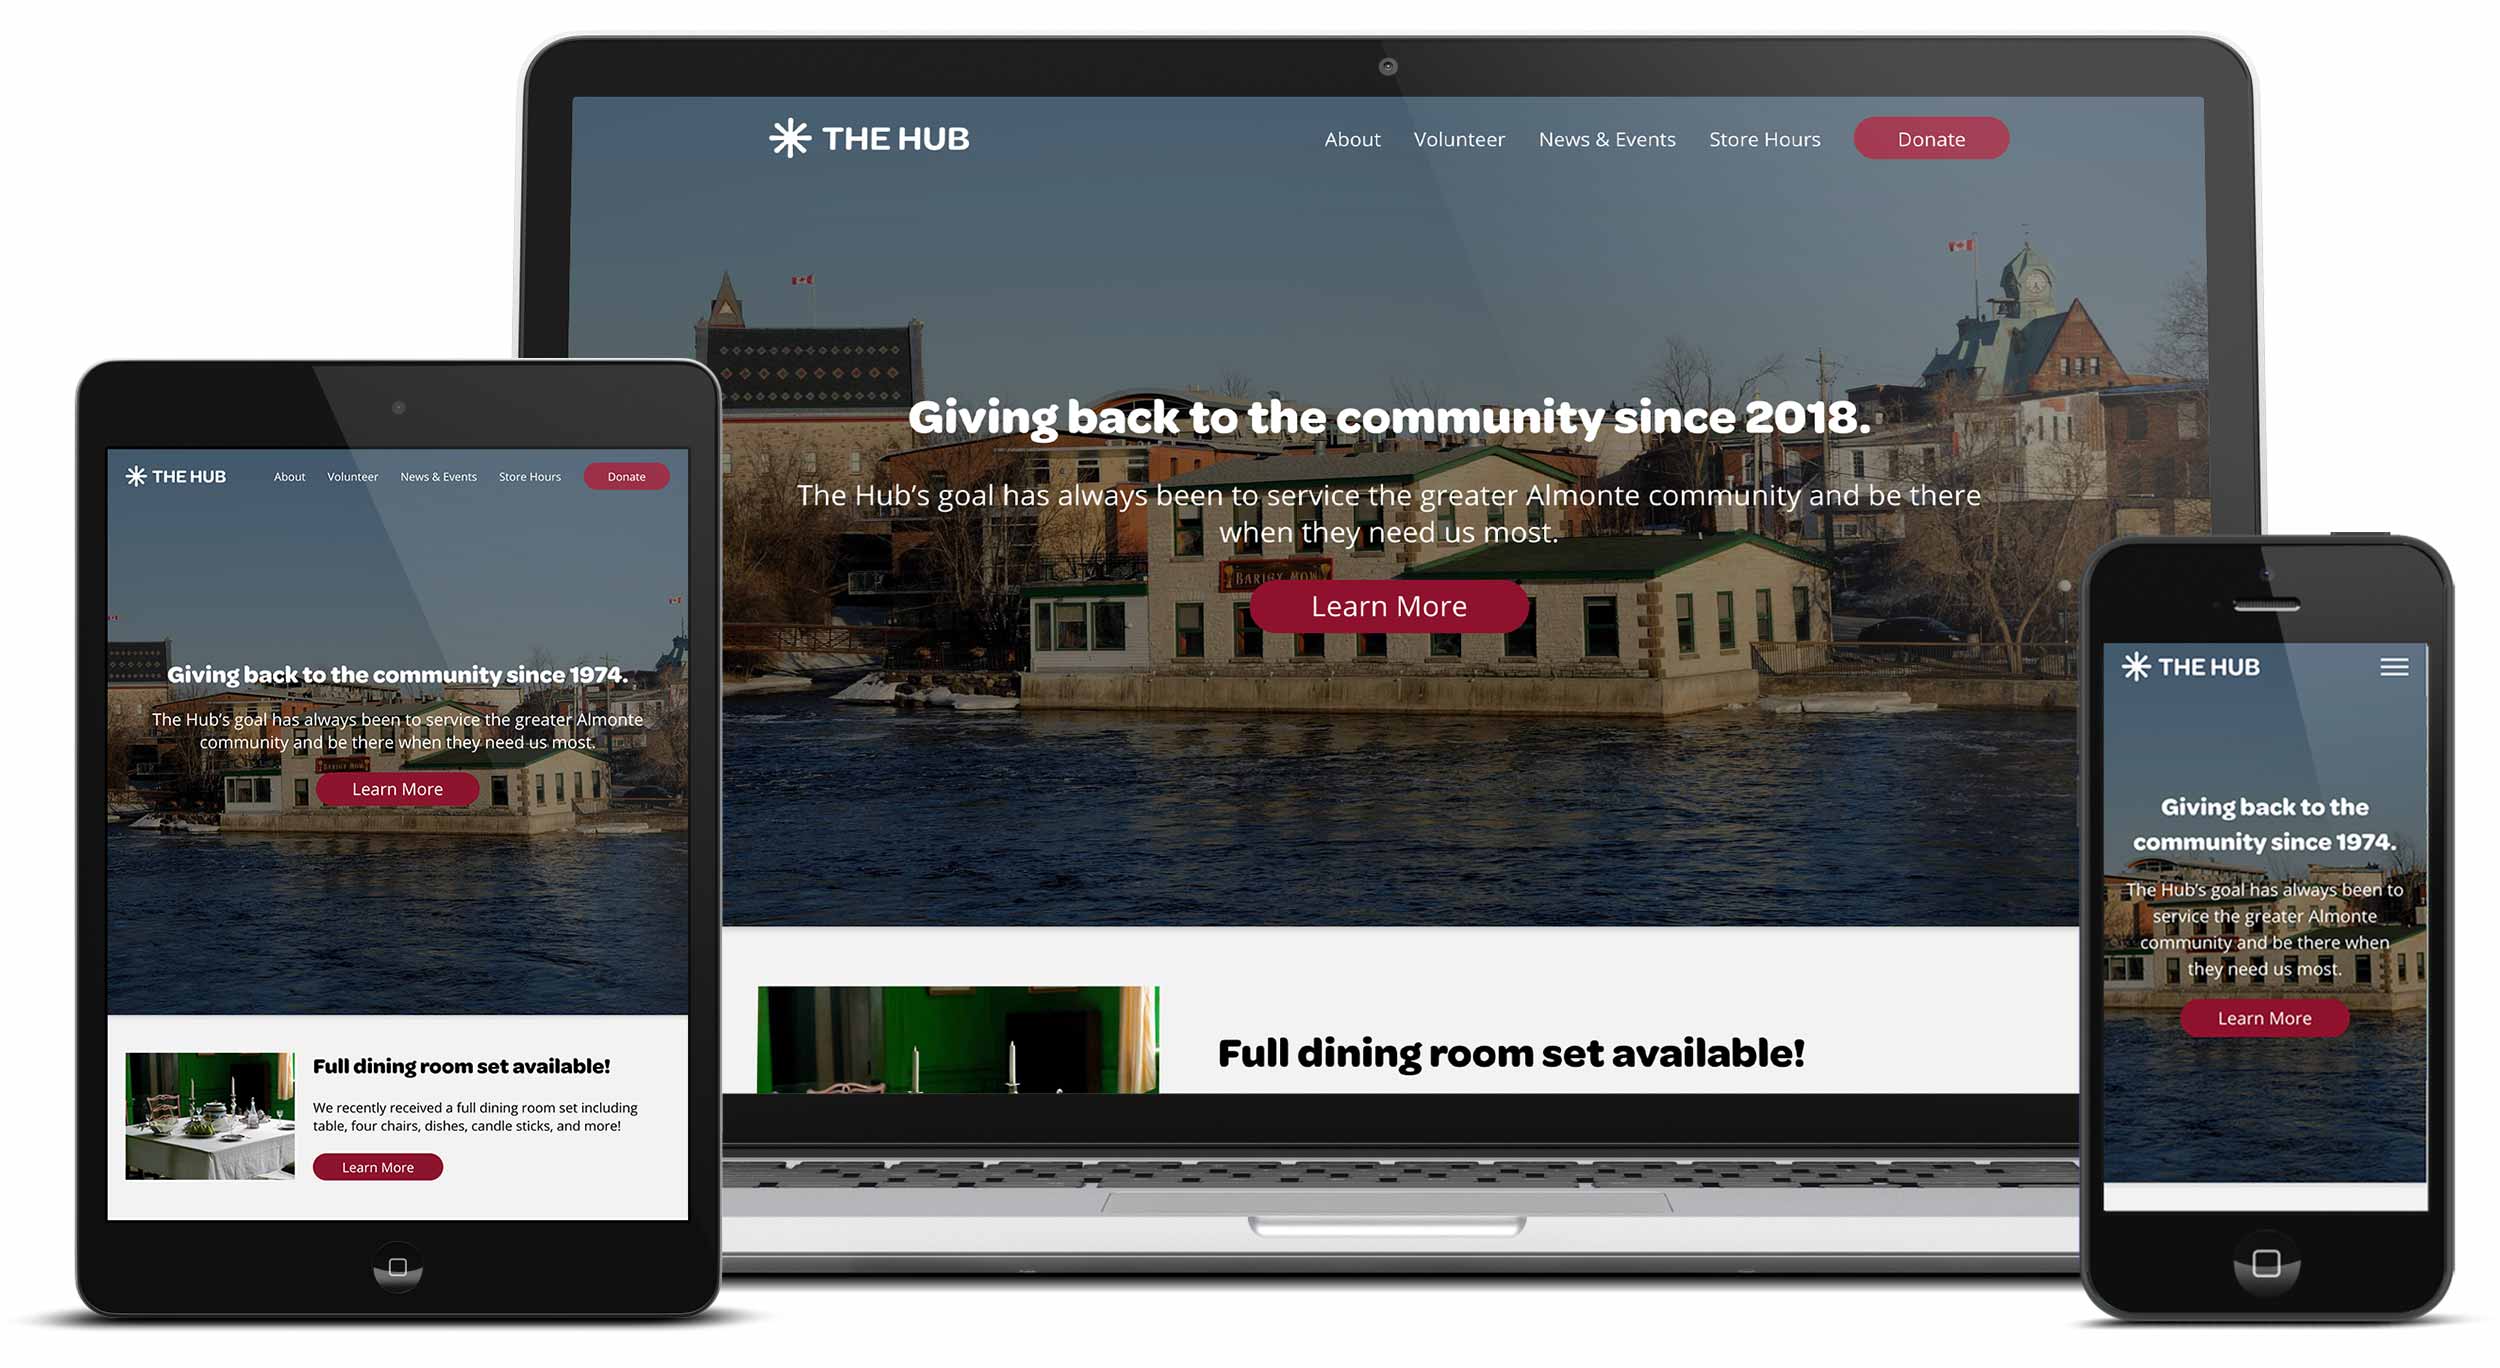 THE HUB
About Volunteer News & Events Store Hours Donate
Giving back to the community since 2018.
The Hub's goal has always been to service the greater Almonte community and be there
when they need us most.
BARLEY MOW
Learn More
Full dining room set available!
THE HUB
About Volunteer News & Events Store Hours Donate
Giving back to the community since 1974.
The Hub's goal has always been to service the greater Almonte
community and be there when they need us most.
BARLEY MOW
Learn More
Full dining room set available!
We recently received a full dining room set including
table, four chairs, dishes, candle sticks, and more!
Learn More
THE HUB
Giving back to the
community since 1974.
The Hub's goal has always been to
service the greater Almonte
community and be there when
they need us most.
Learn More